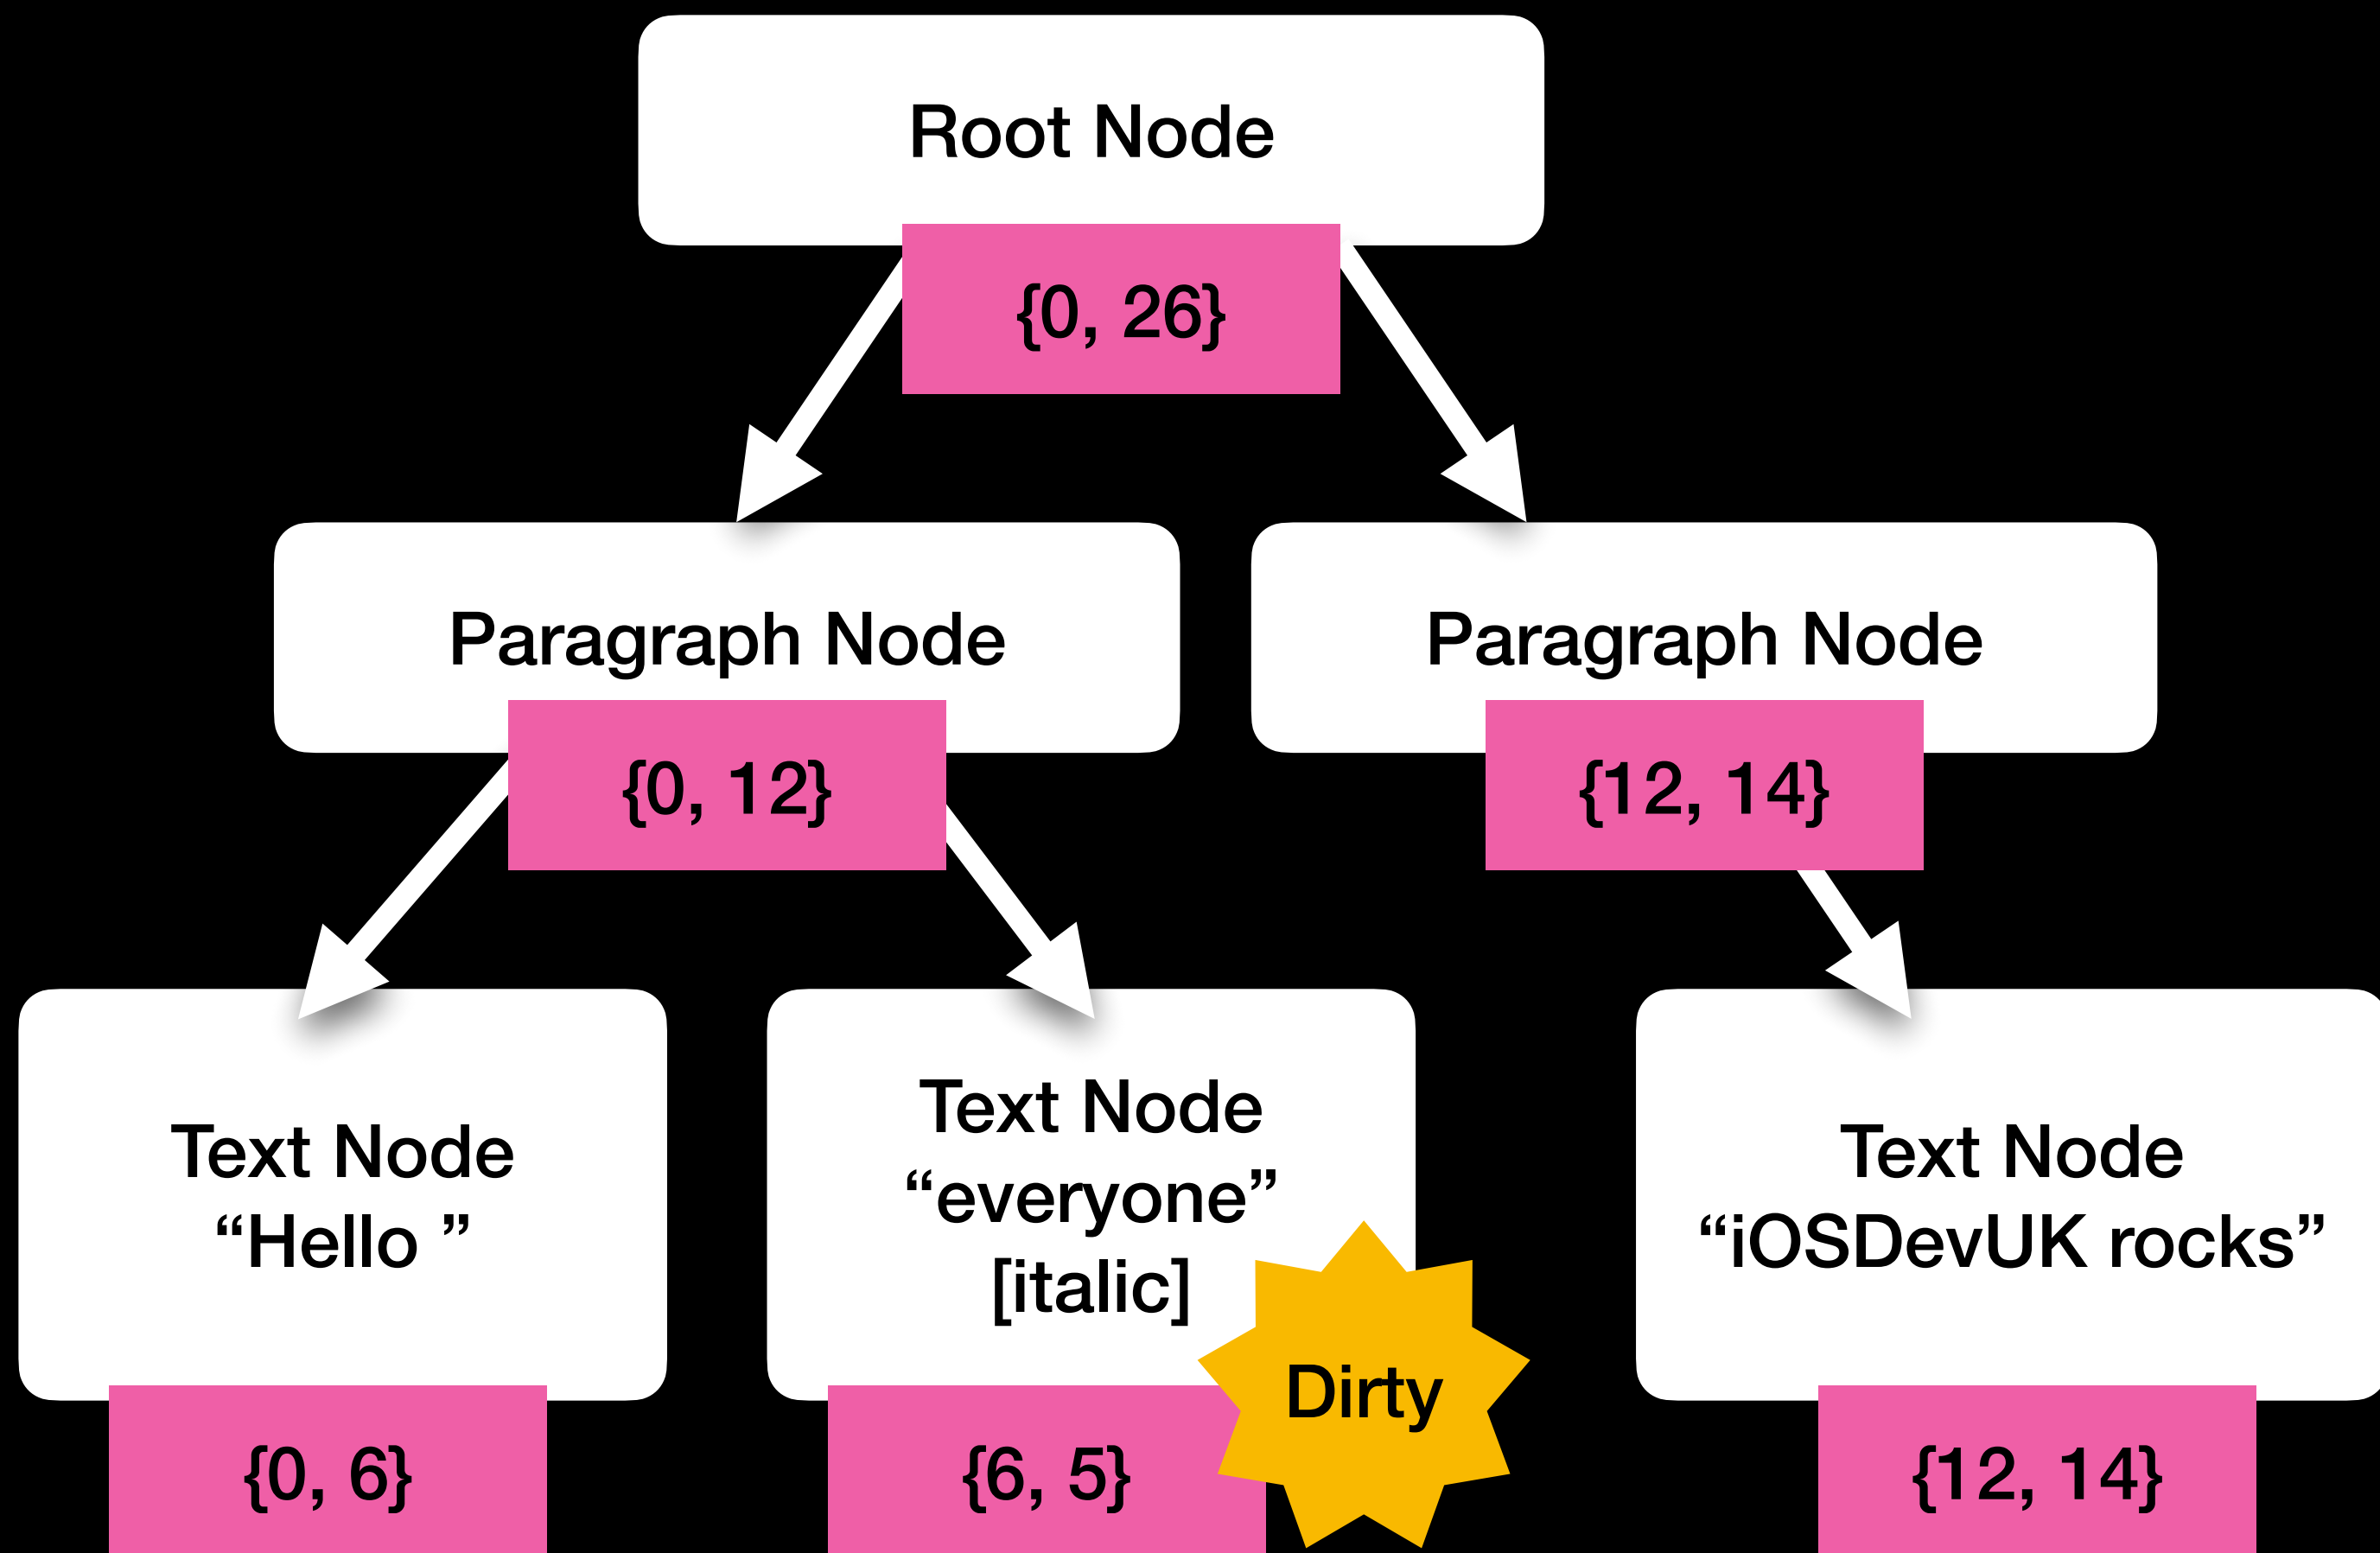 Root Node
{0, 26}
Paragraph Node
{0, 12}
Paragraph Node
{12, 14}
Text Node
“Hello ”
{0, 6}
Text Node
“everyone”
[italic]
Dirty
{6, 5}
Text Node
“iOSDevUK rocks”
{12, 14}